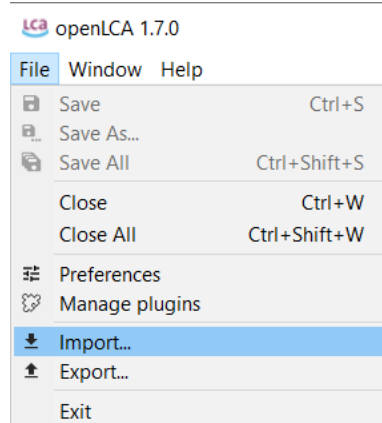 LCA openLCA 1.7.0
File Window Help
Save Ctrl+S
Save As...
Save All Ctrl+Shift+S
Close Ctrl+W
Close All Ctrl+Shift+W
Preferences
Manage plugins
Import...
Export...
Exit